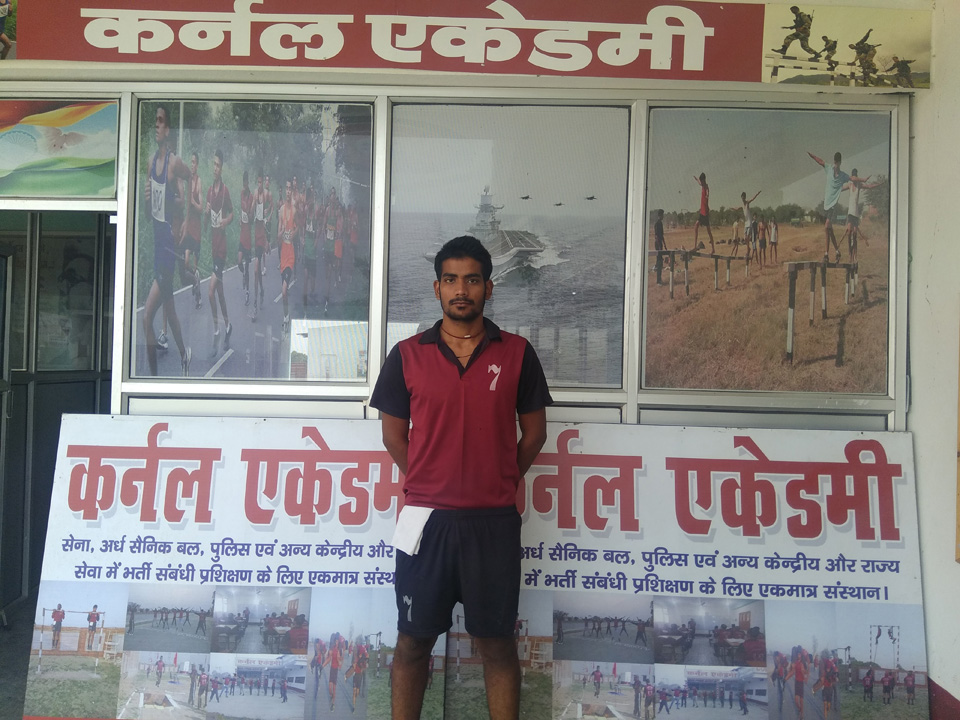 कर्नल एकेडमी
कर्नल एकेडमी
सेना, अर्ध सैनिक बल, पुलिस एवं अन्य केन्द्रीय और
सेवा में भर्ती संबंधी प्रशिक्षण के लिए एकमात्र
र्नल एकेडमी
अर्ध सैनिक बल, पुलिस एवं अन्य केन्द्रीय और राज्य
में भर्ती संबंधी प्रशिक्षण के लिए एकमात्र संस्थान।
7
7